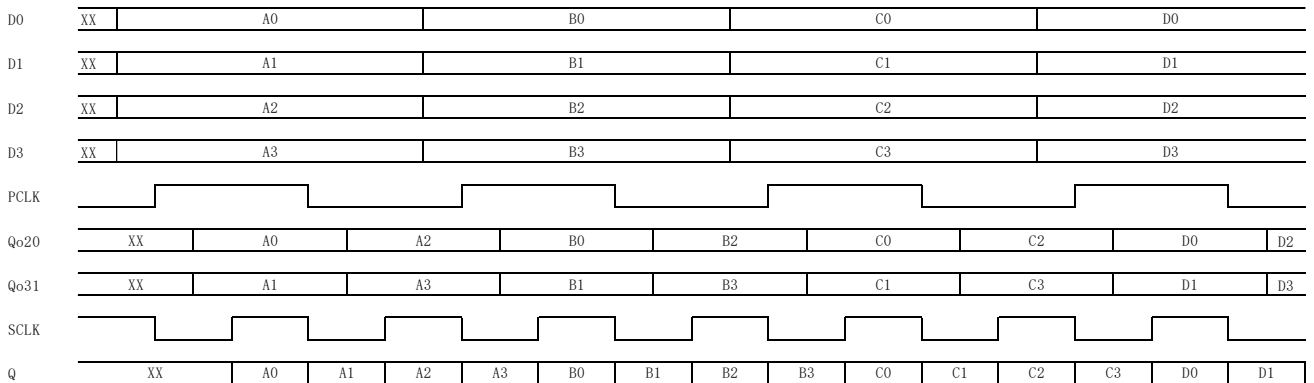 D0 XX A0 B0 C0 D0
D1 XX A1 B1 C1 D1
D2 XX A2 B2 C2 D2
D3 XX A3 B3 C3 D3
PCLK
Qo20 XX A0 A2 B0 B2 C0 C2 D0 D2
Qo31 XX A1 A3 B1 B3 C1 C3 D1 D3
SCLK
Q XX A0 A1 A2 A3 B0 B1 B2 B3 C0 C1 C2 C3 D0 D1